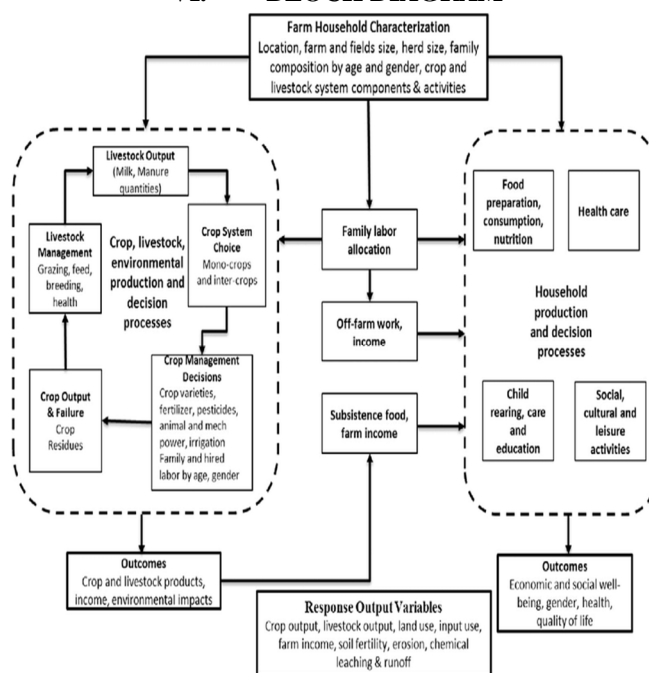 Farm Household Characterization
Location, farm and fields size, herd size, family
composition by age and gender, crop and
livestock system components & activities
Livestock Output
(Milk, Manure
quantities)
Livestock
Management
Grazing, feed,
breeding,
health
Crop, livestock,
environmental
production and
decision
processes
Crop System
Choice
Mono-crops
and inter-crops
Crop Output
& Failure
Crop
Residues
Crop Management
Decisions
Crop varieties,
fertilizer, pesticides,
animal and mech
power, irrigation
Family and hired
labor by age, gender
Family labor
allocation
Off-farm work,
income
Subsistence food,
farm income
Food
preparation,
consumption,
nutrition
Health care
Household
production
and decision
processes
Child
rearing, care
and
education
Social,
cultural and
leisure
activities
Outcomes
Crop and livestock products,
income, environmental impacts
Response Output Variables
Crop output, livestock output, land use, input use,
farm income, soil fertility, erosion, chemical
leaching & runoff
Outcomes
Economic and social well-
being, gender, health,
quality of life